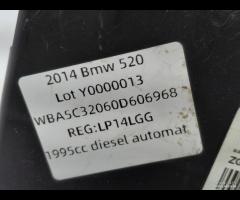 2014 Bmw 520
Lot Y0000013
WBA5C32060D606968
REG:LP14LGG
1995cc diesel automat